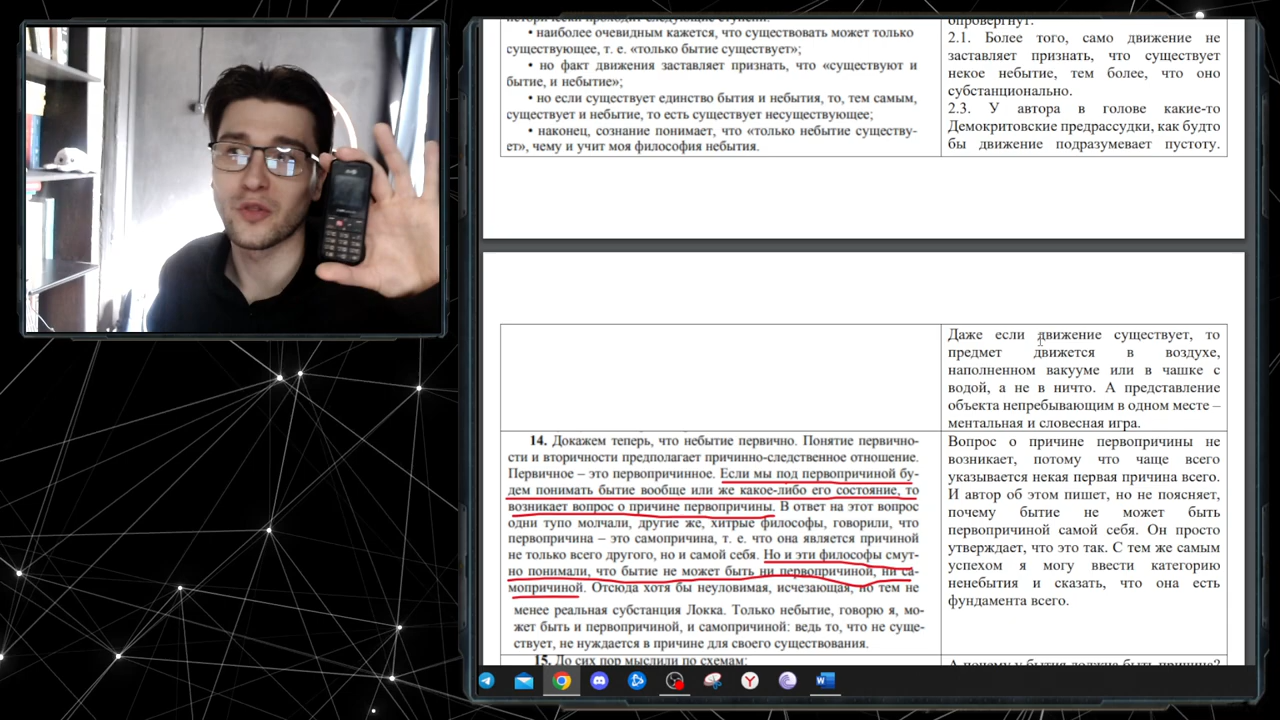 исторически проходит следующие ступени:
• наиболее очевидным кажется, что существовать может только
существующее, т. е. «только бытие существует»;
• но факт движения заставляет признать, что «существуют и
бытие, и небытие»;
• но если существует единство бытия и небытия, то, тем самым,
существует и небытие, то есть существует несуществующее;
• наконец, сознание понимает, что «только небытие существу-
ет», чему и учит моя философия небытия.
опровергнут.
2.1. Более того, само движение не
заставляет признать, что существует
некое небытие, тем более, что оно
субстанционально.
2.3. У автора в голове какие-то
Демокритовские предрассудки, как будто
бы движение подразумевает пустоту.
Даже если движение существует, то
предмет движется в воздухе,
наполненном вакууме или в чашке с
водой, а не в ничто. А представление
объекта непребывающим в одном месте –
ментальная и словесная игра.
14. Докажем теперь, что небытие первично. Понятие первично-
сти и вторичности предполагает причинно-следственное отношение.
Первичное – это первопричинное. Если мы под первопричиной бу-
дем понимать бытие вообще или же какое-либо его состояние, то
возникает вопрос о причине первопричины. В ответ на этот вопрос
одни тупо молчали, другие же, хитрые философы, говорили, что
первопричина – это самопричина, т. е. что она является причиной
не только всего другого, но и самой себя. Но и эти философы смут-
но понимали, что бытие не может быть ни первопричиной, ни са-
мопричиной. Отсюда хотя бы неуловимая, исчезающая, но тем не
менее реальная субстанция Локка. Только небытие, говорю я, мо-
жет быть и первопричиной, и самопричиной: ведь то, что не суще-
ствует, не нуждается в причине для своего существования.
Вопрос о причине первопричины не
возникает, потому что чаще всего
указывается некая первая причина всего.
И автор об этом пишет, но не поясняет,
почему бытие не может быть
первопричиной самой себя. Он просто
утверждает, что это так. С тем же самым
успехом я могу ввести категорию
ненебытия и сказать, что она есть
фундамента всего.
15. До сих пор мыслили по схемам:
А почему у бытия должна быть причина?